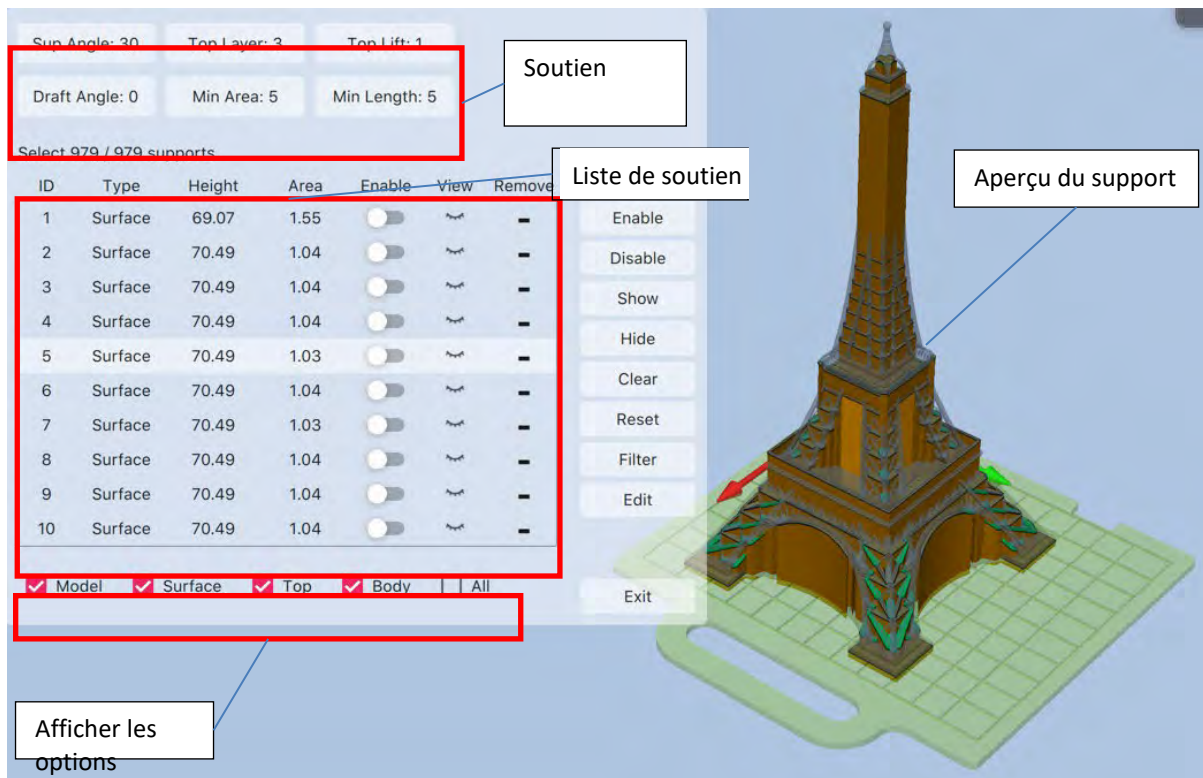 Sup Angle: 30 Top Layer: 3 Top Lift: 1
Soutien
Draft Angle: 0 Min Area: 5 Min Length: 5
Select 979 / 979 supports
Liste de soutien
Aperçu du support
ID Type Height Area Enable View Remove
1 Surface 69.07 1.55
2 Surface 70.49 1.04
3 Surface 70.49 1.04
4 Surface 70.49 1.04
5 Surface 70.49 1.03
6 Surface 70.49 1.04
7 Surface 70.49 1.03
8 Surface 70.49 1.04
9 Surface 70.49 1.04
10 Surface 70.49 1.04
Enable
Disable
Show
Hide
Clear
Reset
Filter
Edit
Model Surface Top Body All
Exit
Afficher les
options